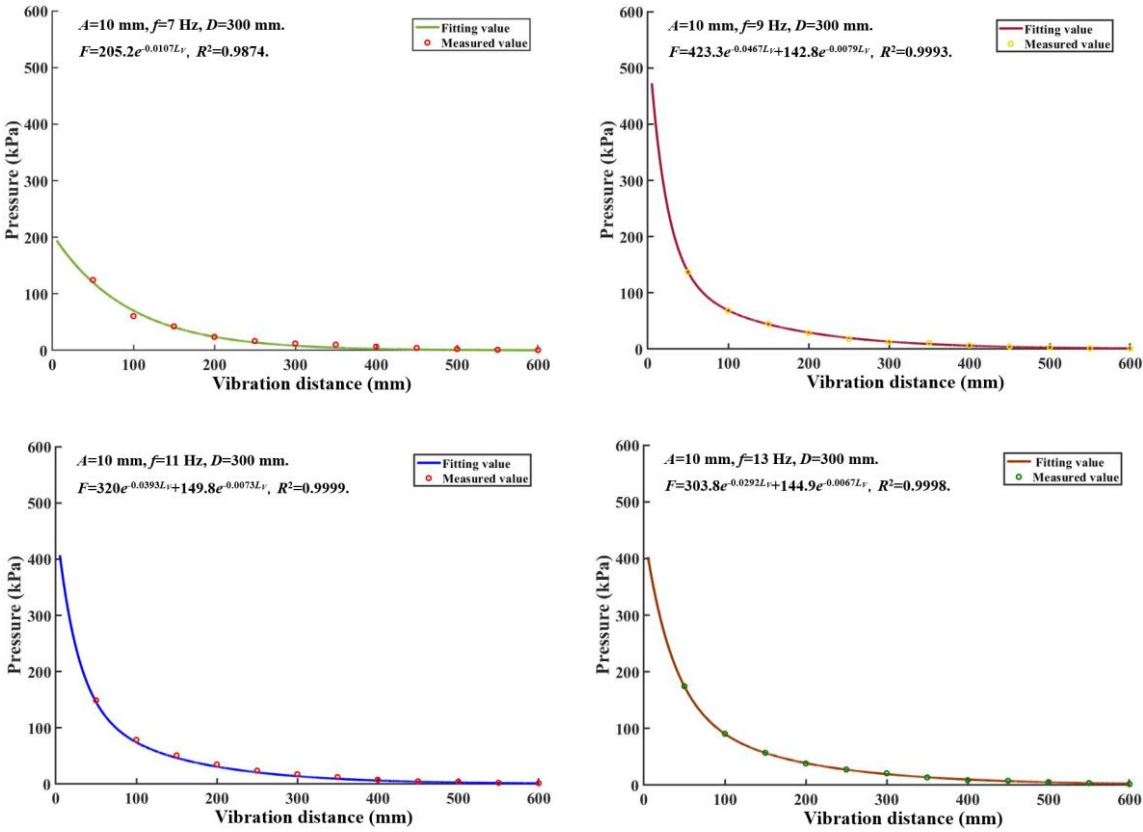 A=10 mm, f=7 Hz, D=300 mm.
F=205.2e^-0.0107L_V, R²=0.9874.
Fitting value
Measured value
600
500
400
300
200
100
0
Pressure (kPa)
0 100 200 300 400 500 600
Vibration distance (mm)
A=10 mm, f=9 Hz, D=300 mm.
F=423.3e^-0.0467L_V+142.8e^-0.0079L_V, R²=0.9993.
Fitting value
Measured value
600
500
400
300
200
100
0
Pressure (kPa)
0 100 200 300 400 500 600
Vibration distance (mm)
A=10 mm, f=11 Hz, D=300 mm.
F=320e^-0.0393L_V+149.8e^-0.0073L_V, R²=0.9999.
Fitting value
Measured value
600
500
400
300
200
100
0
Pressure (kPa)
0 100 200 300 400 500 600
Vibration distance (mm)
A=10 mm, f=13 Hz, D=300 mm.
F=303.8e^-0.0292L_V+144.9e^-0.0067L_V, R²=0.9998.
Fitting value
Measured value
600
500
400
300
200
100
0
Pressure (kPa)
0 100 200 300 400 500 600
Vibration distance (mm)